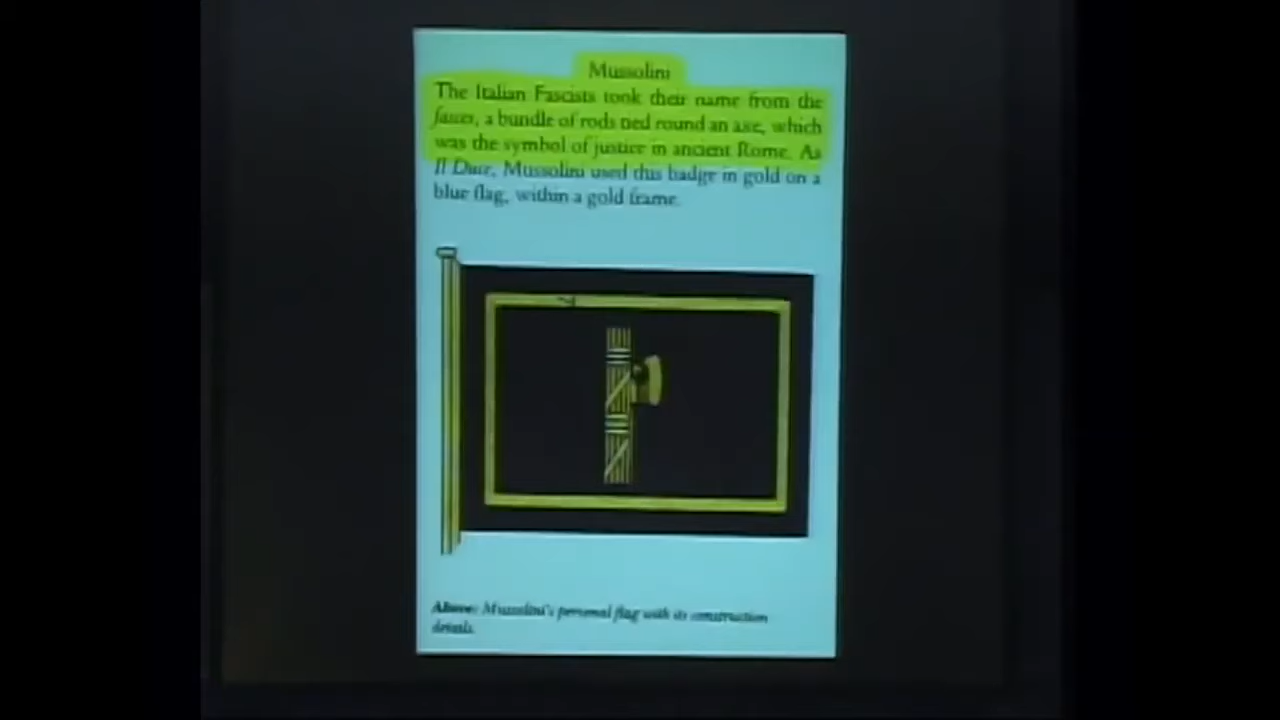 Mussolini
The Italian Fascists took their name from the
fasces, a bundle of rods tied round an axe, which
was the symbol of justice in ancient Rome. As
Il Duce, Mussolini used this badge in gold on a
blue flag, within a gold frame.
Above: Mussolini's personal flag with its construction
details.